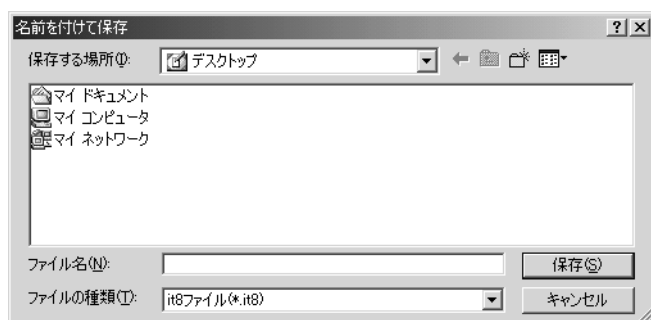 名前を付けて保存
保存する場所(I):
デスクトップ
マイ ドキュメント
マイ コンピュータ
マイ ネットワーク
ファイル名(N):
保存(S)
ファイルの種類(T):
it8ファイル(*.it8)
キャンセル